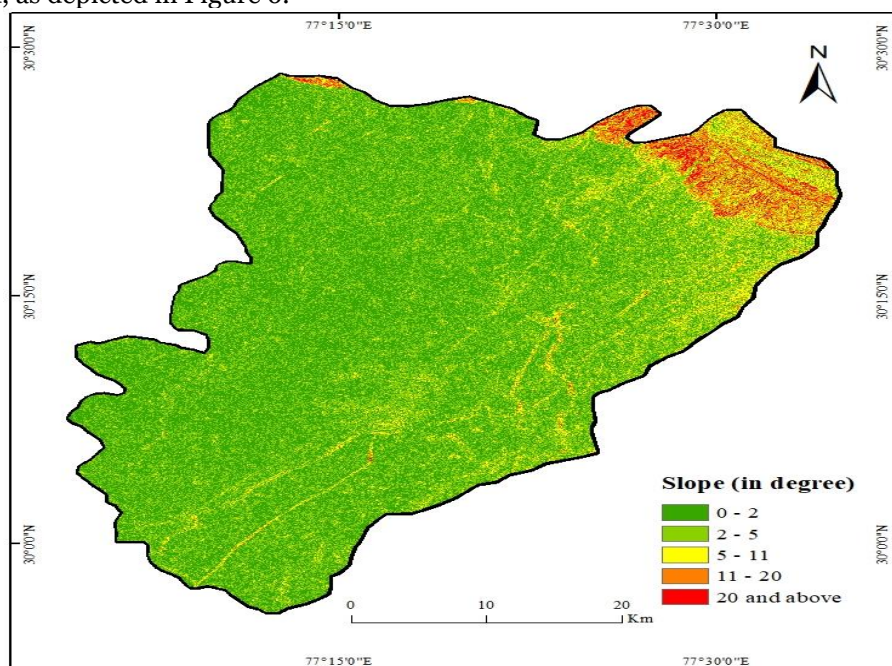 , as depicted in Figure 6.
77°15'0"E
77°30'0"E
30°30'0"N
30°30'0"N
N
30°15'0"N
30°15'0"N
Slope (in degree)
0 - 2
2 - 5
5 - 11
11 - 20
20 and above
30°0'0"N
30°0'0"N
0 10 20
Km
77°15'0"E
77°30'0"E